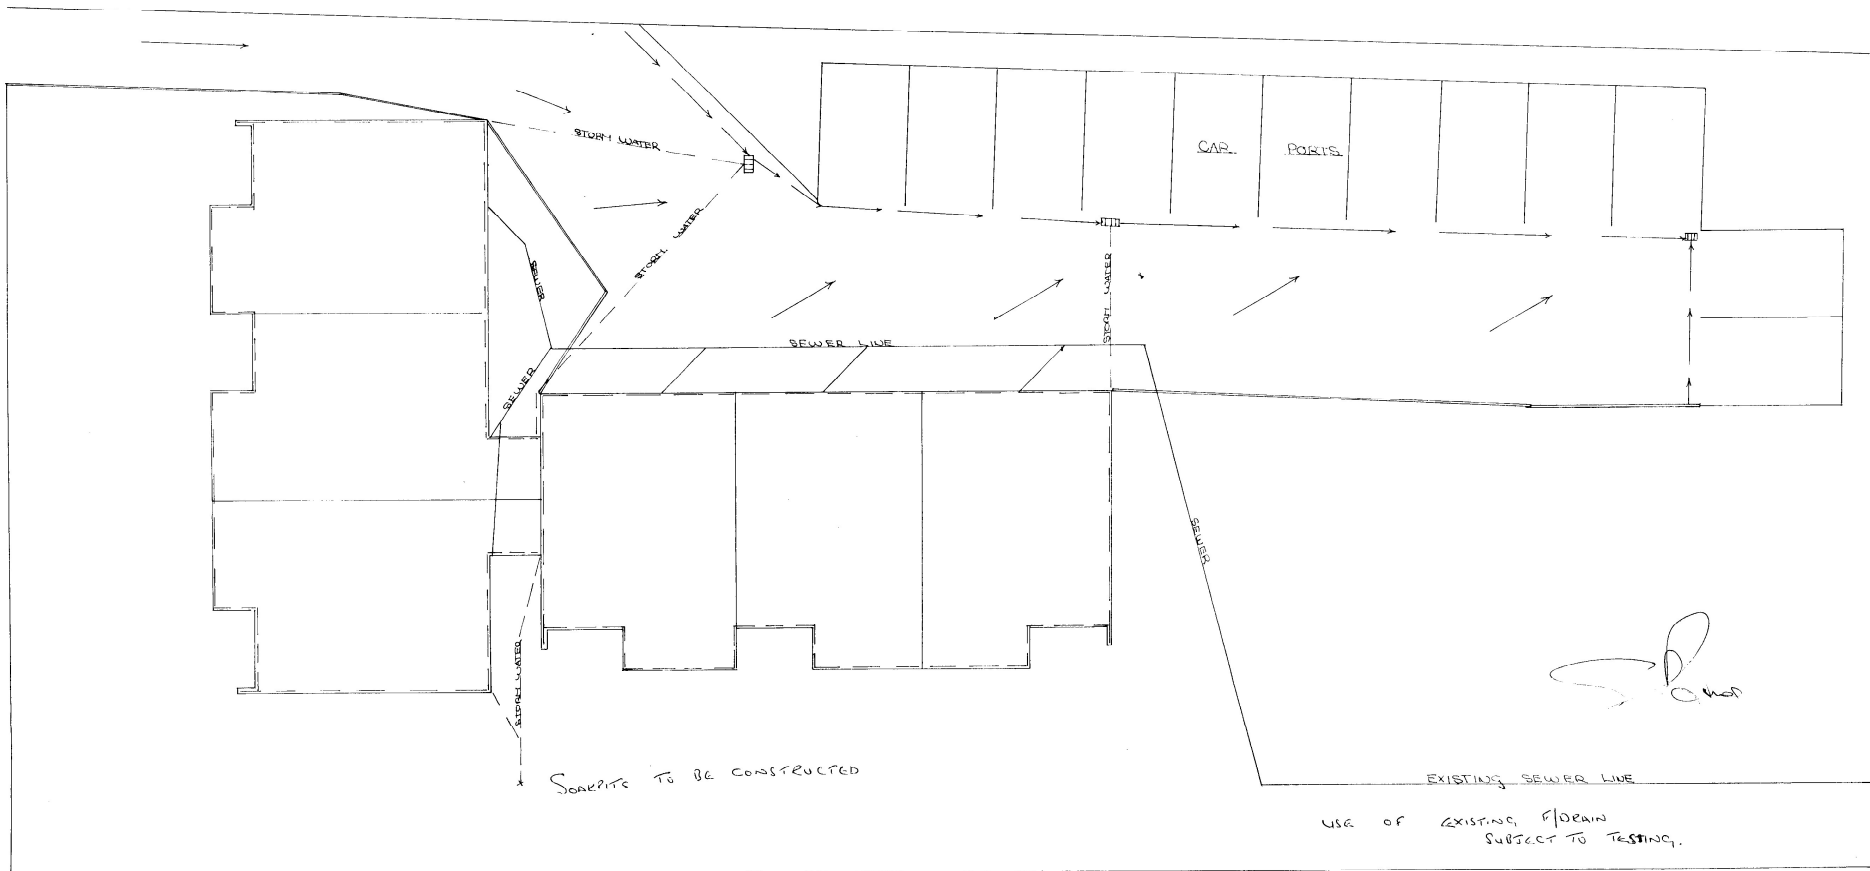 STORM WATER
CAR PORTS
STORM WATER
SEWER
STORM WATER
SEWER LINE
SEWER
SEWER
STORM WATER
SOAKPITS TO BE CONSTRUCTED
EXISTING SEWER LINE
USE OF EXISTING F/DRAIN
SUBJECT TO TESTING.